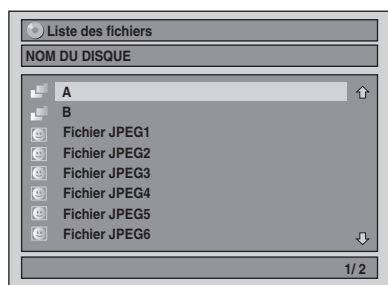 Liste des fichiers
NOM DU DISQUE
A
B
Fichier JPEG1
Fichier JPEG2
Fichier JPEG3
Fichier JPEG4
Fichier JPEG5
Fichier JPEG6
1/ 2